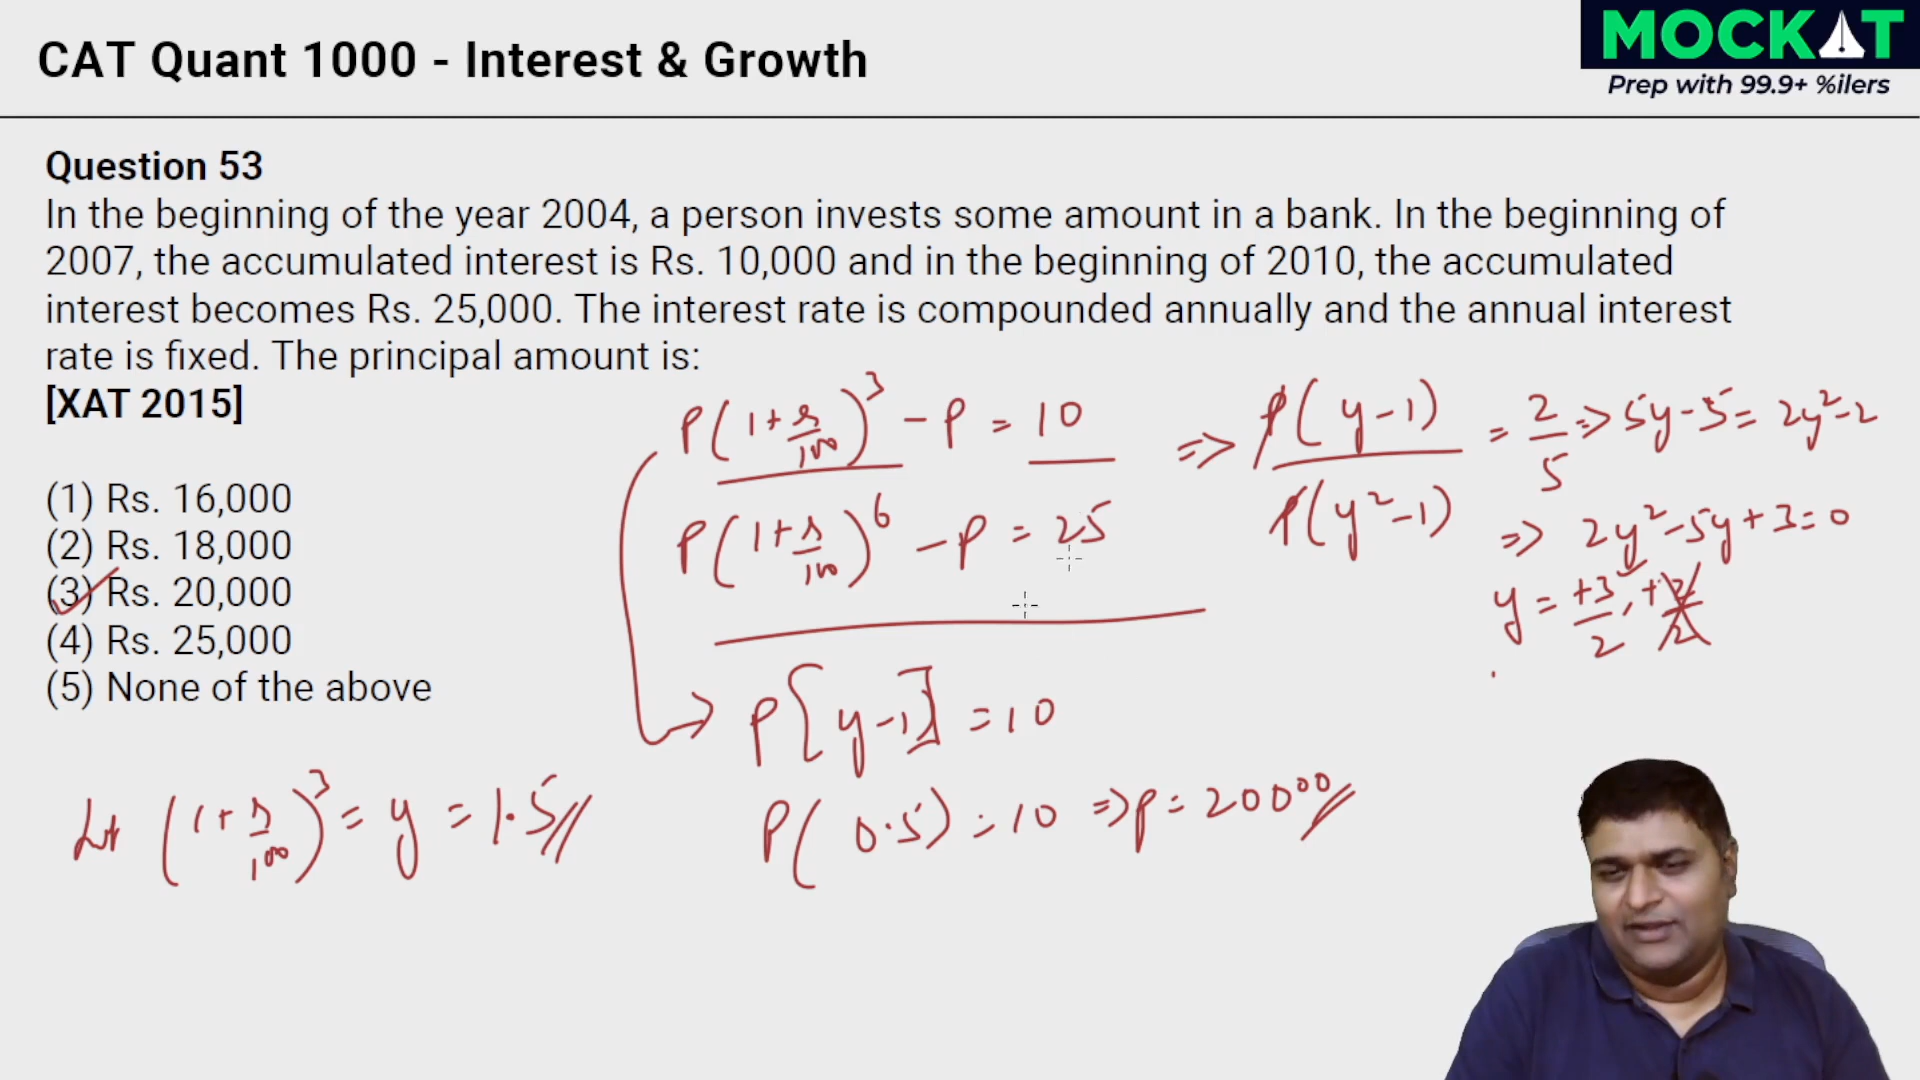 CAT Quant 1000 - Interest & Growth
MOCKAT
Prep with 99.9+ %ilers
Question 53
In the beginning of the year 2004, a person invests some amount in a bank. In the beginning of
2007, the accumulated interest is Rs. 10,000 and in the beginning of 2010, the accumulated
interest becomes Rs. 25,000. The interest rate is compounded annually and the annual interest
rate is fixed. The principal amount is:
[XAT 2015]
(1) Rs. 16,000
(2) Rs. 18,000
(3) Rs. 20,000
(4) Rs. 25,000
(5) None of the above
P(1+r/100)³ - P = 10
P(1+r/100)⁶ - P = 25
=> P(y-1)/P(y²-1) = 2/5 => 5y-5 = 2y²-2
=> 2y²-5y+3=0
y = +3/2, +2/2
P[y-1] = 10
P(0.5) = 10 => P = 20000
Let (1+r/100)³ = y = 1.5